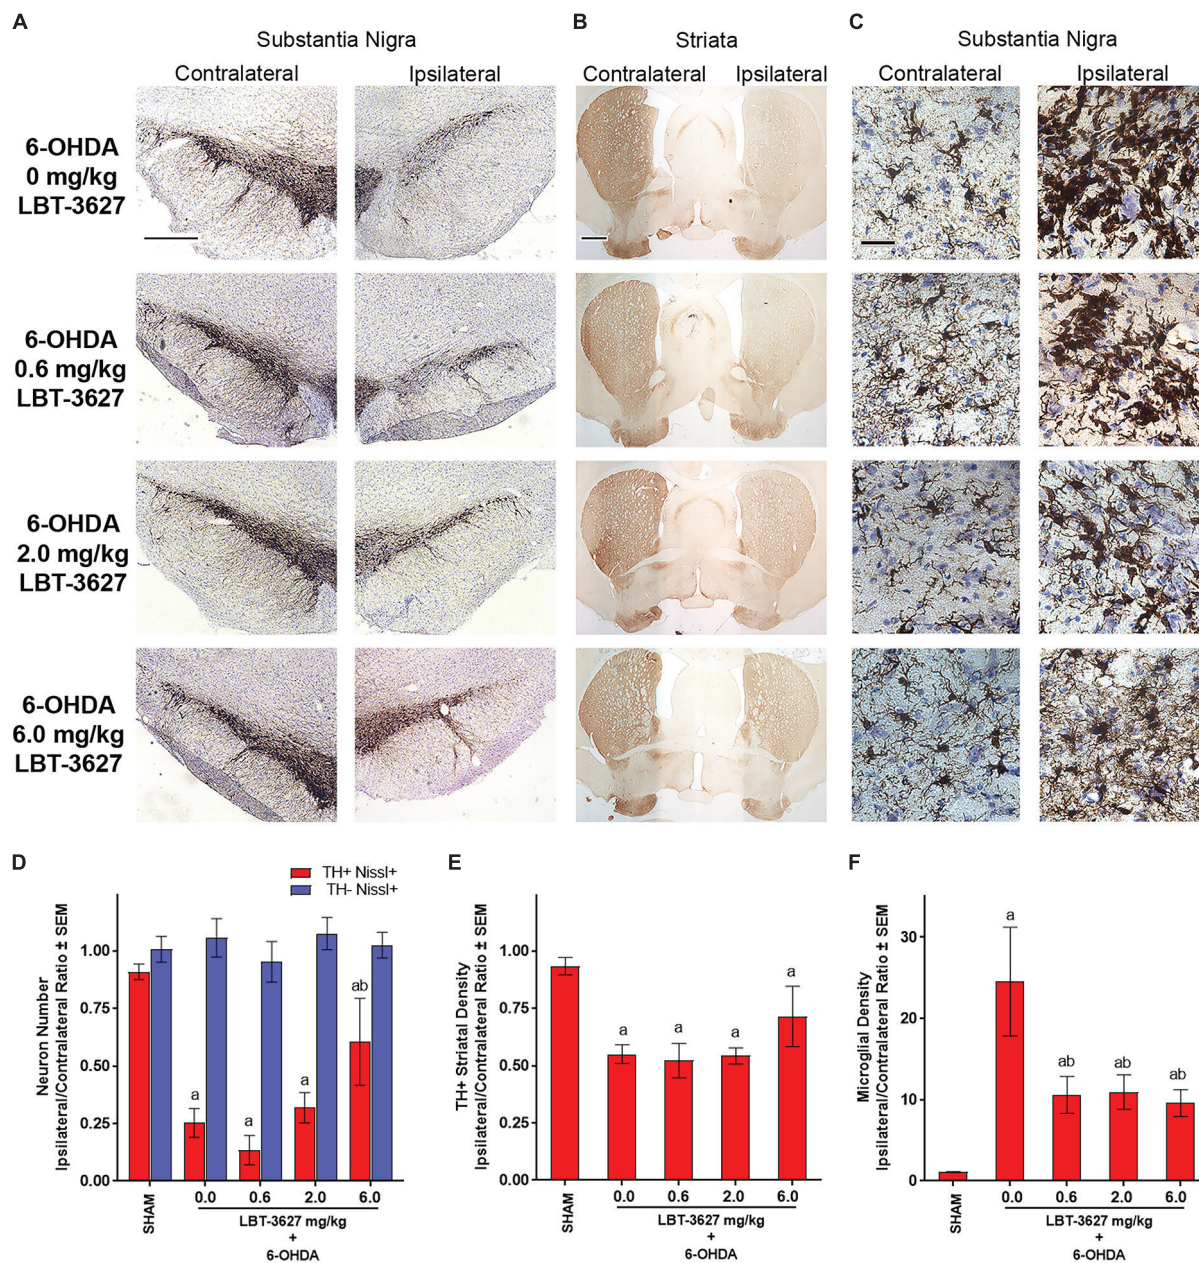 A
B
C
Substantia Nigra
Striata
Substantia Nigra
Contralateral
Ipsilateral
Contralateral
Ipsilateral
Contralateral
Ipsilateral
6-OHDA
0 mg/kg
LBT-3627
6-OHDA
0.6 mg/kg
LBT-3627
6-OHDA
2.0 mg/kg
LBT-3627
6-OHDA
6.0 mg/kg
LBT-3627
D
TH+ Nissl+
TH- Nissl+
Neuron Number
Ipsilateral/Contralateral Ratio ± SEM
1.00
0.75
0.50
0.25
0.00
a
a
a
ab
SHAM
0.0
0.6
2.0
6.0
LBT-3627 mg/kg
+
6-OHDA
E
TH+ Striatal Density
Ipsilateral/Contralateral Ratio ± SEM
1.00
0.75
0.50
0.25
0.00
a
a
a
a
SHAM
0.0
0.6
2.0
6.0
LBT-3627 mg/kg
+
6-OHDA
F
Microglial Density
Ipsilateral/Contralateral Ratio ± SEM
30
20
10
0
a
ab
ab
ab
SHAM
0.0
0.6
2.0
6.0
LBT-3627 mg/kg
+
6-OHDA